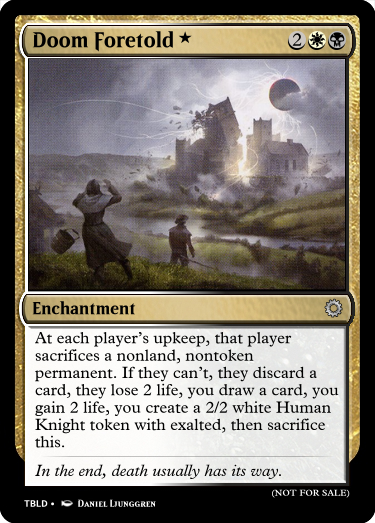 Doom Foretold ★ 2
Enchantment
At each player's upkeep, that player
sacrifices a nonland, nontoken
permanent. If they can't, they discard a
card, they lose 2 life, you draw a card, you
gain 2 life, you create a 2/2 white Human
Knight token with exalted, then sacrifice
this.
In the end, death usually has its way.
(NOT FOR SALE)
TBLD • Daniel Ljunggren